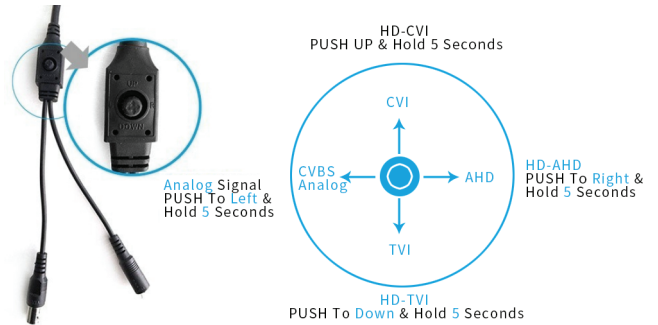 HD-CVI
PUSH UP & Hold 5 Seconds
UP
DOWN
CVI
CVBS
Analog
AHD
TVI
Analog Signal
PUSH To Left &
Hold 5 Seconds
HD-AHD
PUSH To Right &
Hold 5 Seconds
HD-TVI
PUSH To Down & Hold 5 Seconds